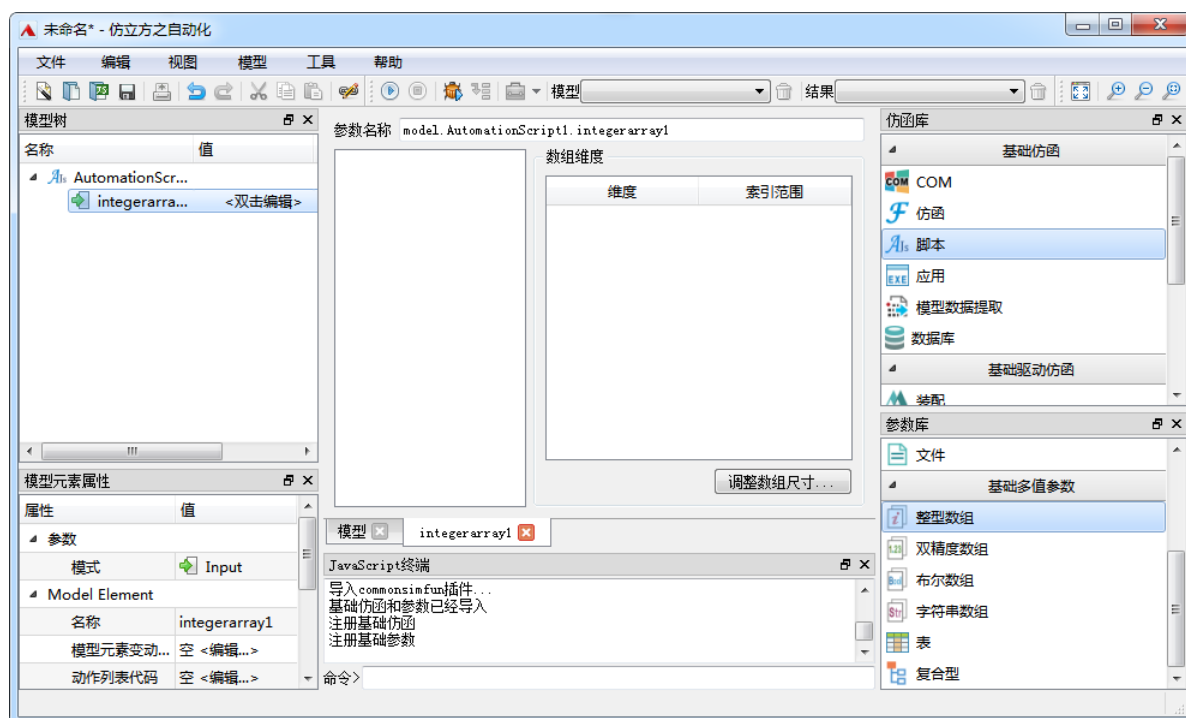 未命名* - 仿立方之自动化
文件 编辑 视图 模型 工具 帮助
模型 结果
模型树
名称 值
AutomationScr...
integerarra... <双击编辑>
模型元素属性
属性 值
参数
模式 Input
Model Element
名称 integerarray1
模型元素变动... 空 <编辑...>
动作列表代码 空 <编辑...>
参数名称 model.AutomationScript1.integerarray1
数组维度
维度 索引范围
调整数组尺寸...
模型 integerarray1
JavaScript终端
导入commonsimfun插件...
基础仿函和参数已经导入
注册基础仿函
注册基础参数
命令>
仿函库
基础仿函
COM COM
仿函
脚本
EXE 应用
模型数据提取
数据库
基础驱动仿函
装配
参数库
文件
基础多值参数
整型数组
1.23 双精度数组
Bool 布尔数组
Str 字符串数组
表
复合型